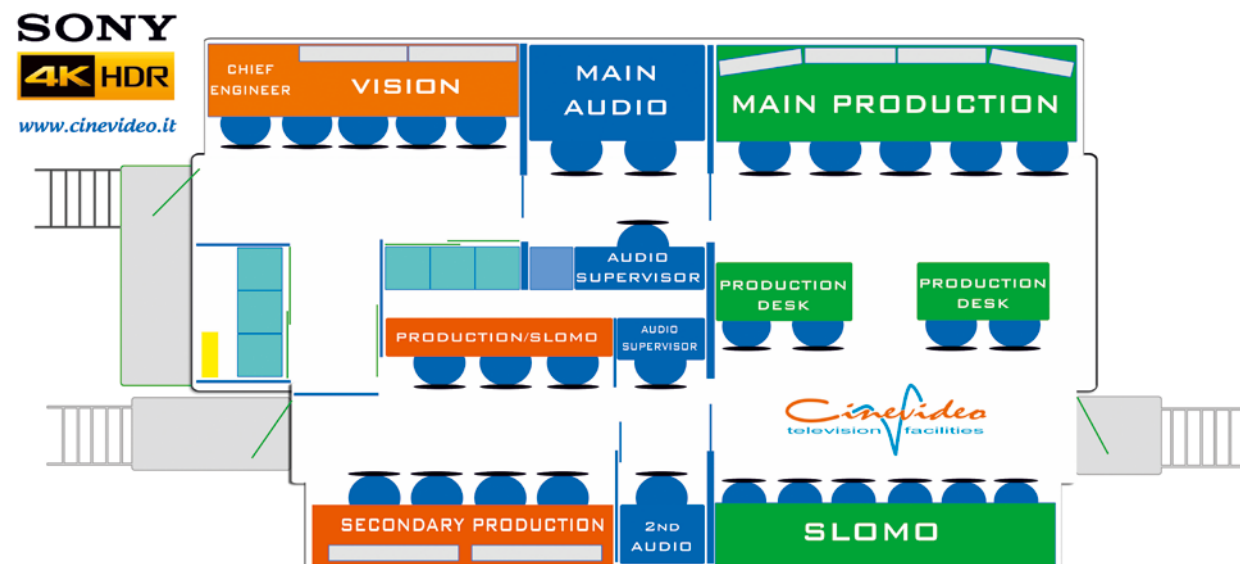 SONY
4K HDR
www.cinevideo.it
CHIEF
ENGINEER
VISION
MAIN
AUDIO
MAIN PRODUCTION
AUDIO
SUPERVISOR
PRODUCTION
DESK
PRODUCTION
DESK
PRODUCTION/SLOMO
AUDIO
SUPERVISOR
Cinevideo
television facilities
SECONDARY PRODUCTION
2ND
AUDIO
SLOMO